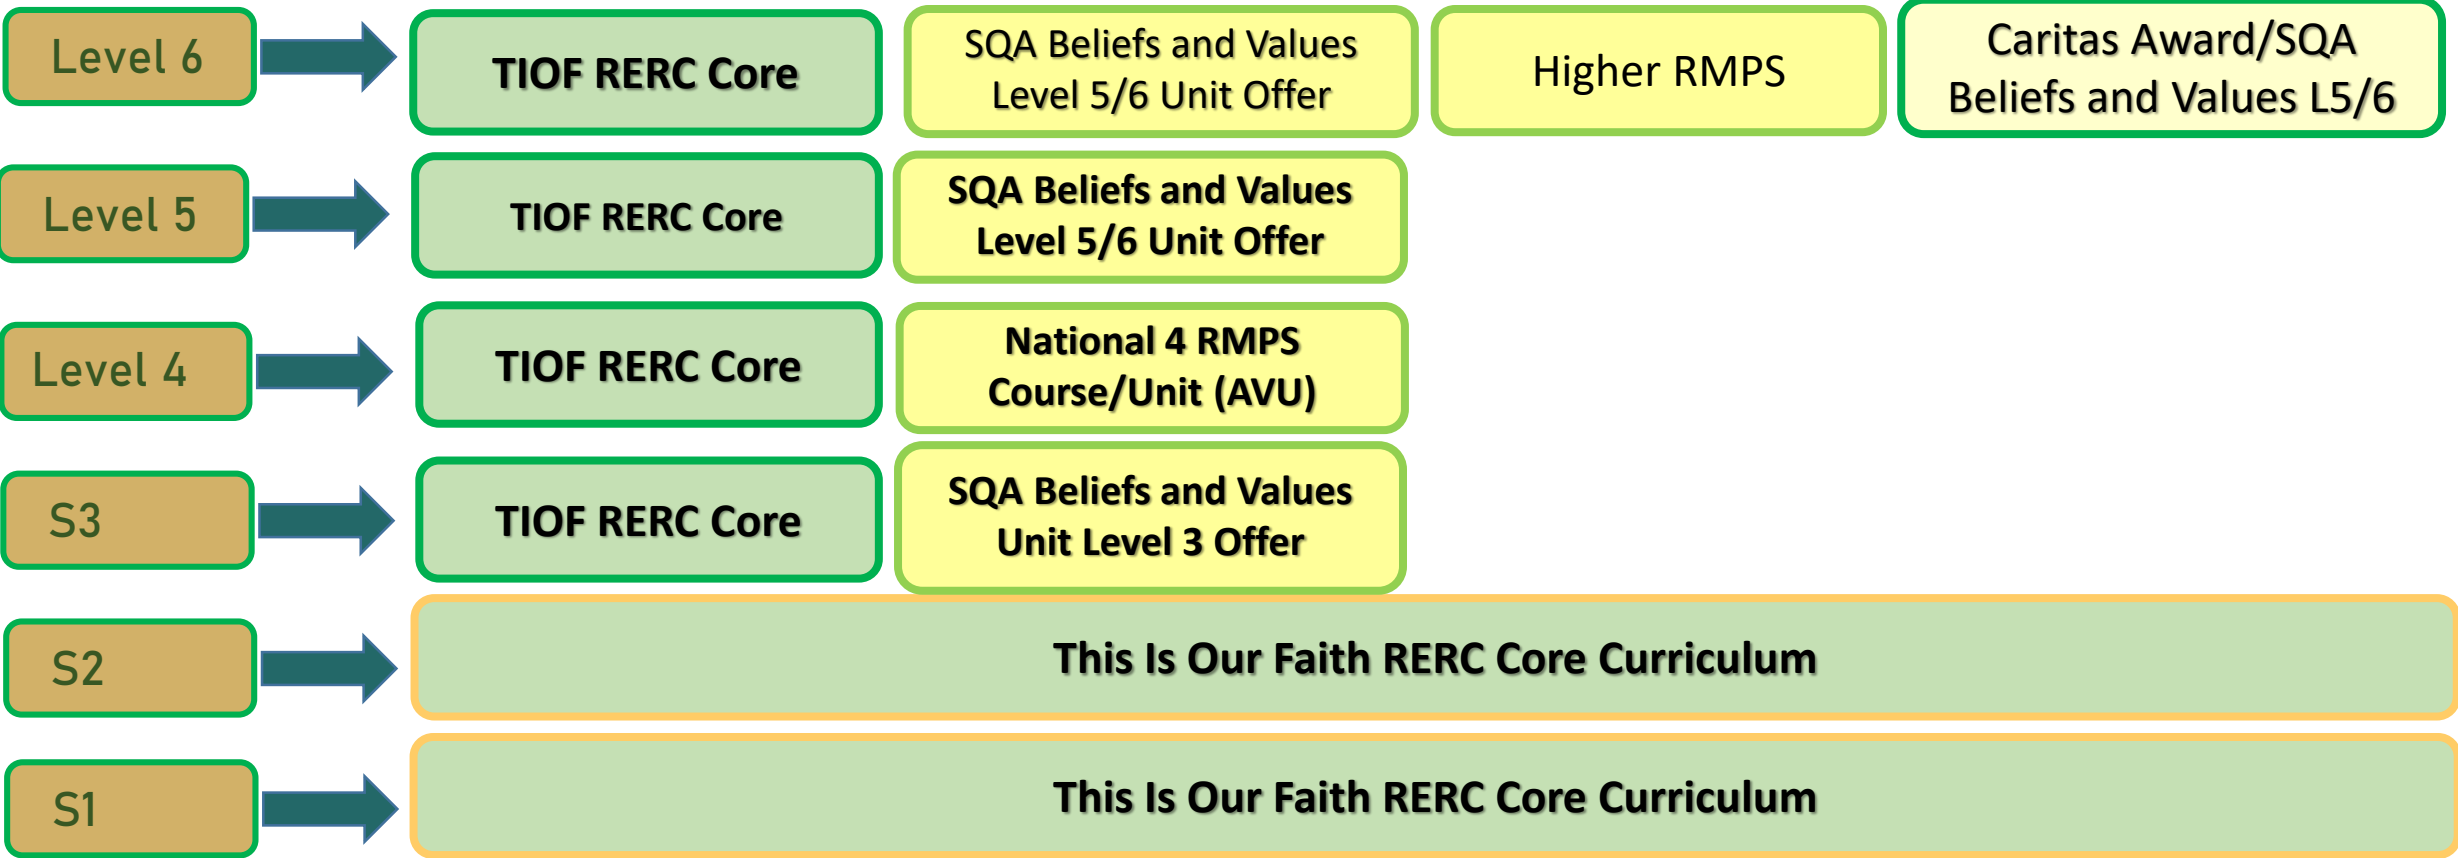 Level 6
TIOF RERC Core
SQA Beliefs and Values
Level 5/6 Unit Offer
Higher RMPS
Caritas Award/SQA
Beliefs and Values L5/6
Level 5
TIOF RERC Core
SQA Beliefs and Values
Level 5/6 Unit Offer
Level 4
TIOF RERC Core
National 4 RMPS
Course/Unit (AVU)
S3
TIOF RERC Core
SQA Beliefs and Values
Unit Level 3 Offer
S2
This Is Our Faith RERC Core Curriculum
S1
This Is Our Faith RERC Core Curriculum